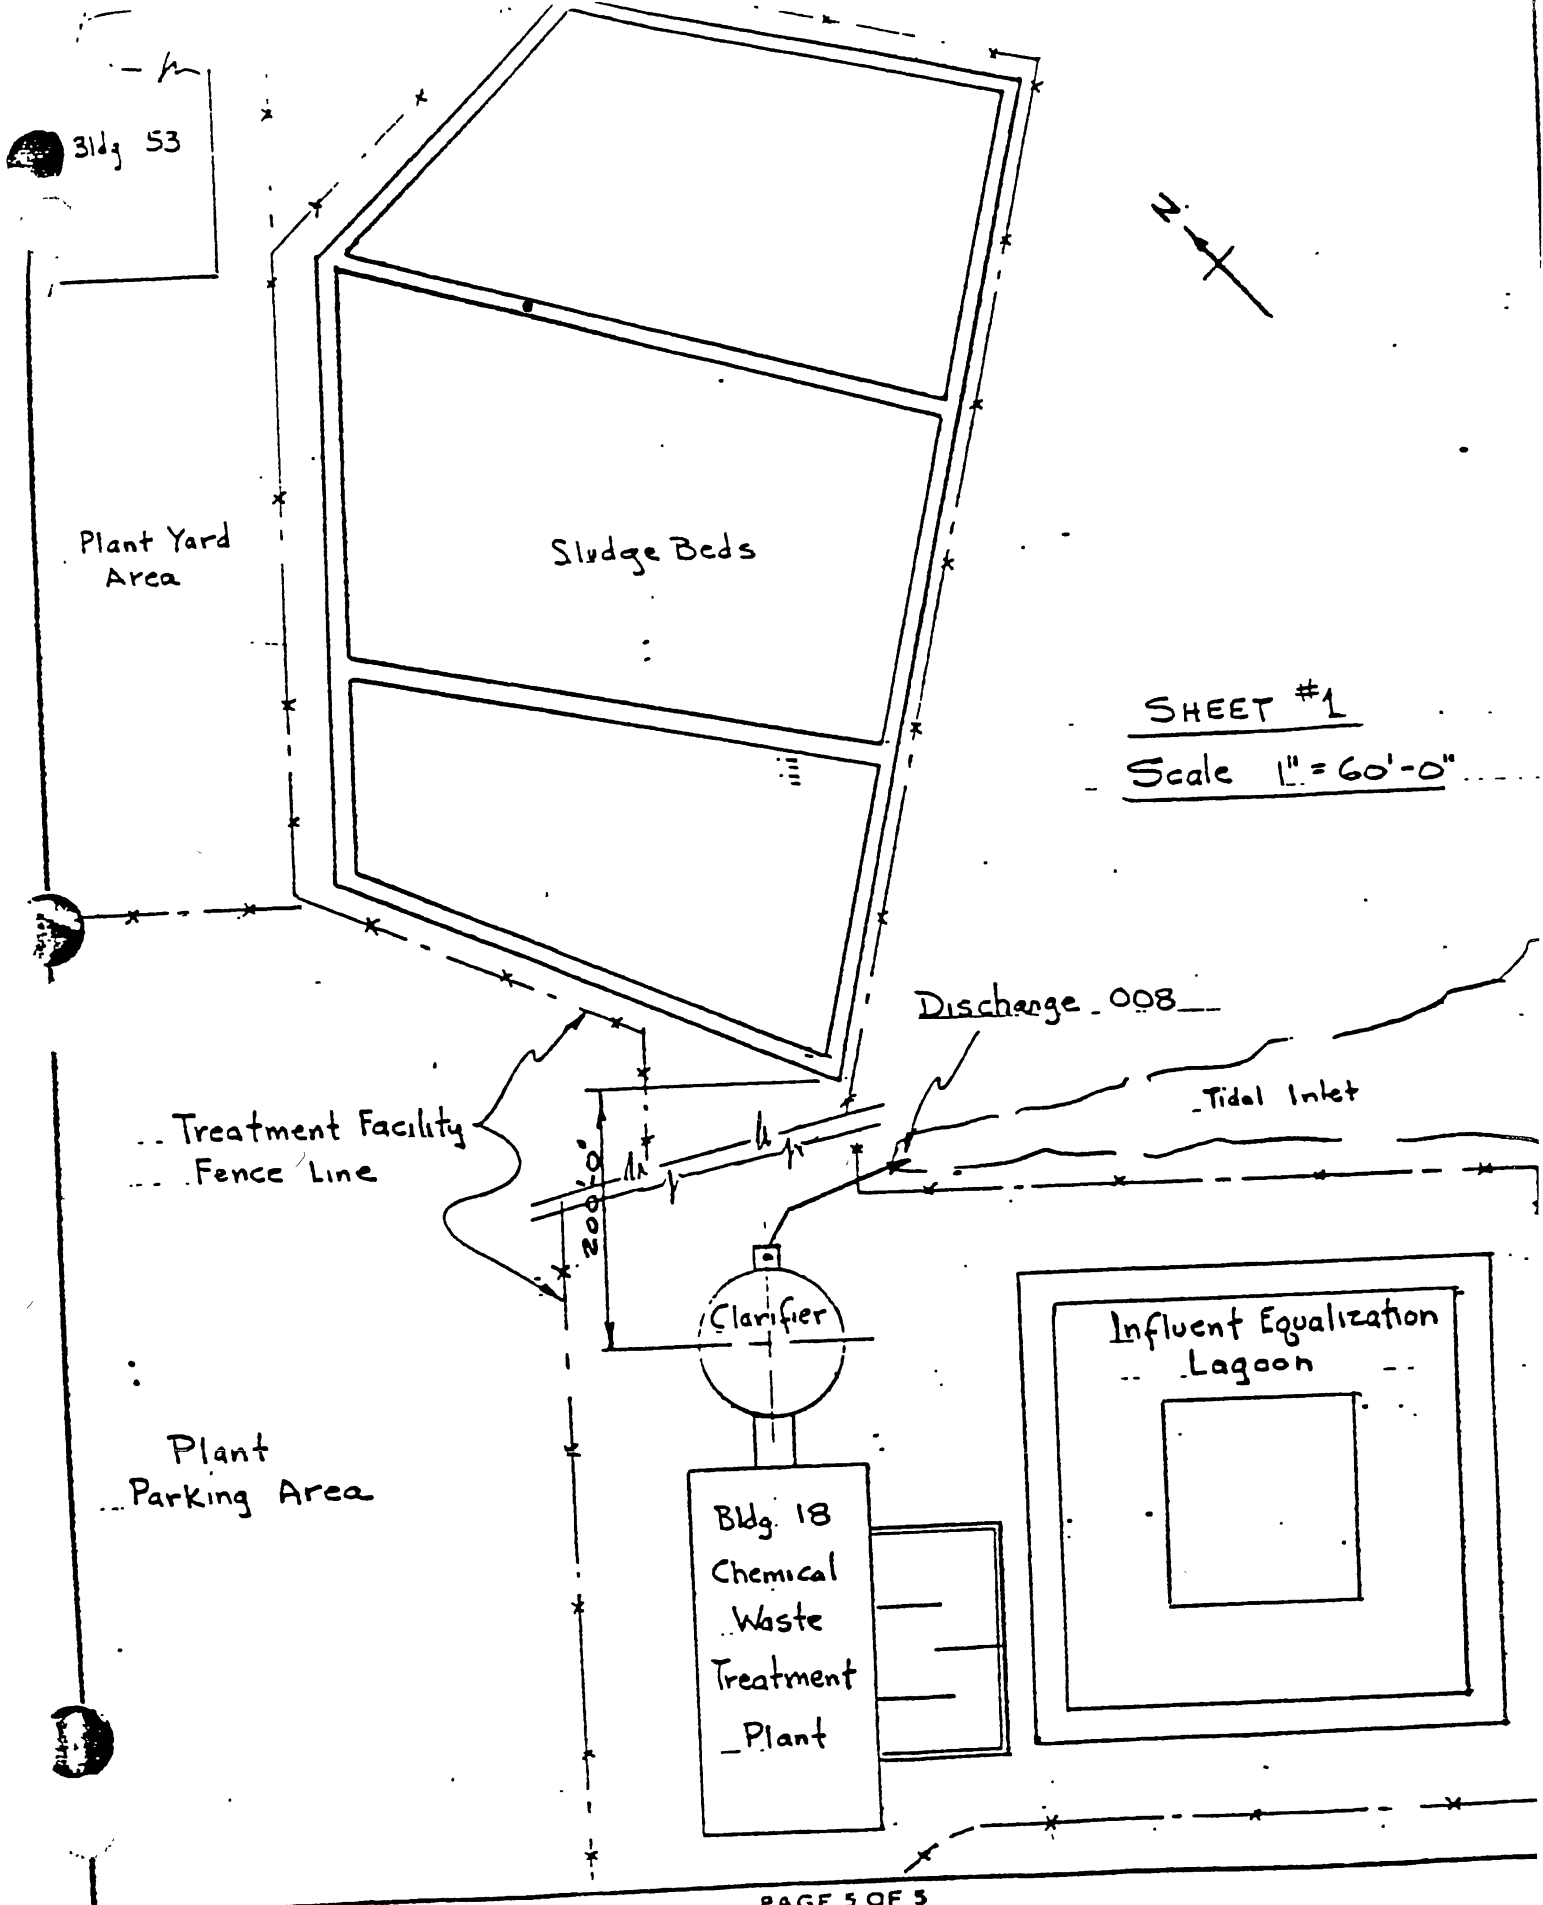 Bldg 53
N
Plant Yard
Area
Sludge Beds
SHEET #1
Scale 1" = 60'-0"
Discharge 008
Tidal Inlet
Treatment Facility
Fence Line
200'-0"
Clarifier
Influent Equalization
Lagoon
Plant
Parking Area
Bldg. 18
Chemical
Waste
Treatment
Plant
PAGE 5 OF 5